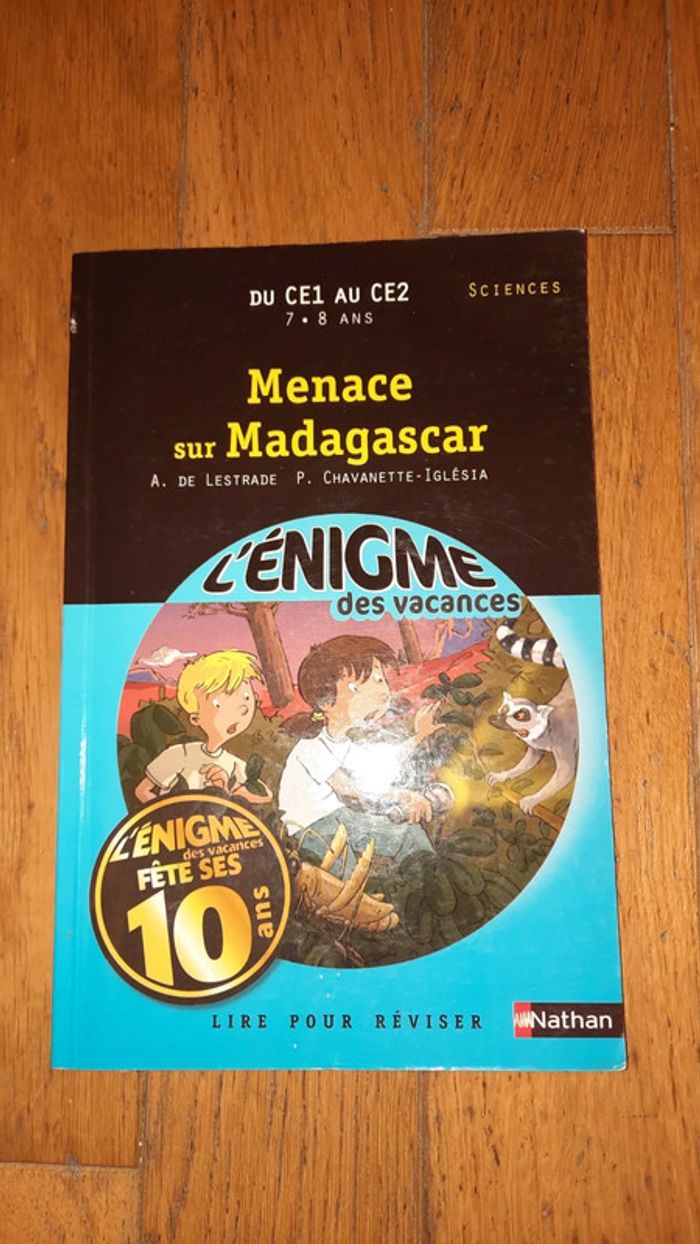 DU CE1 AU CE2
SCIENCES
7 • 8 ANS
Menace
sur Madagascar
A. DE LESTRADE P. CHAVANETTE-IGLÉSIA
L'ÉNIGME
des vacances
L'ÉNIGME
des vacances
FÊTE SES
10 ans
LIRE POUR RÉVISER
Nathan